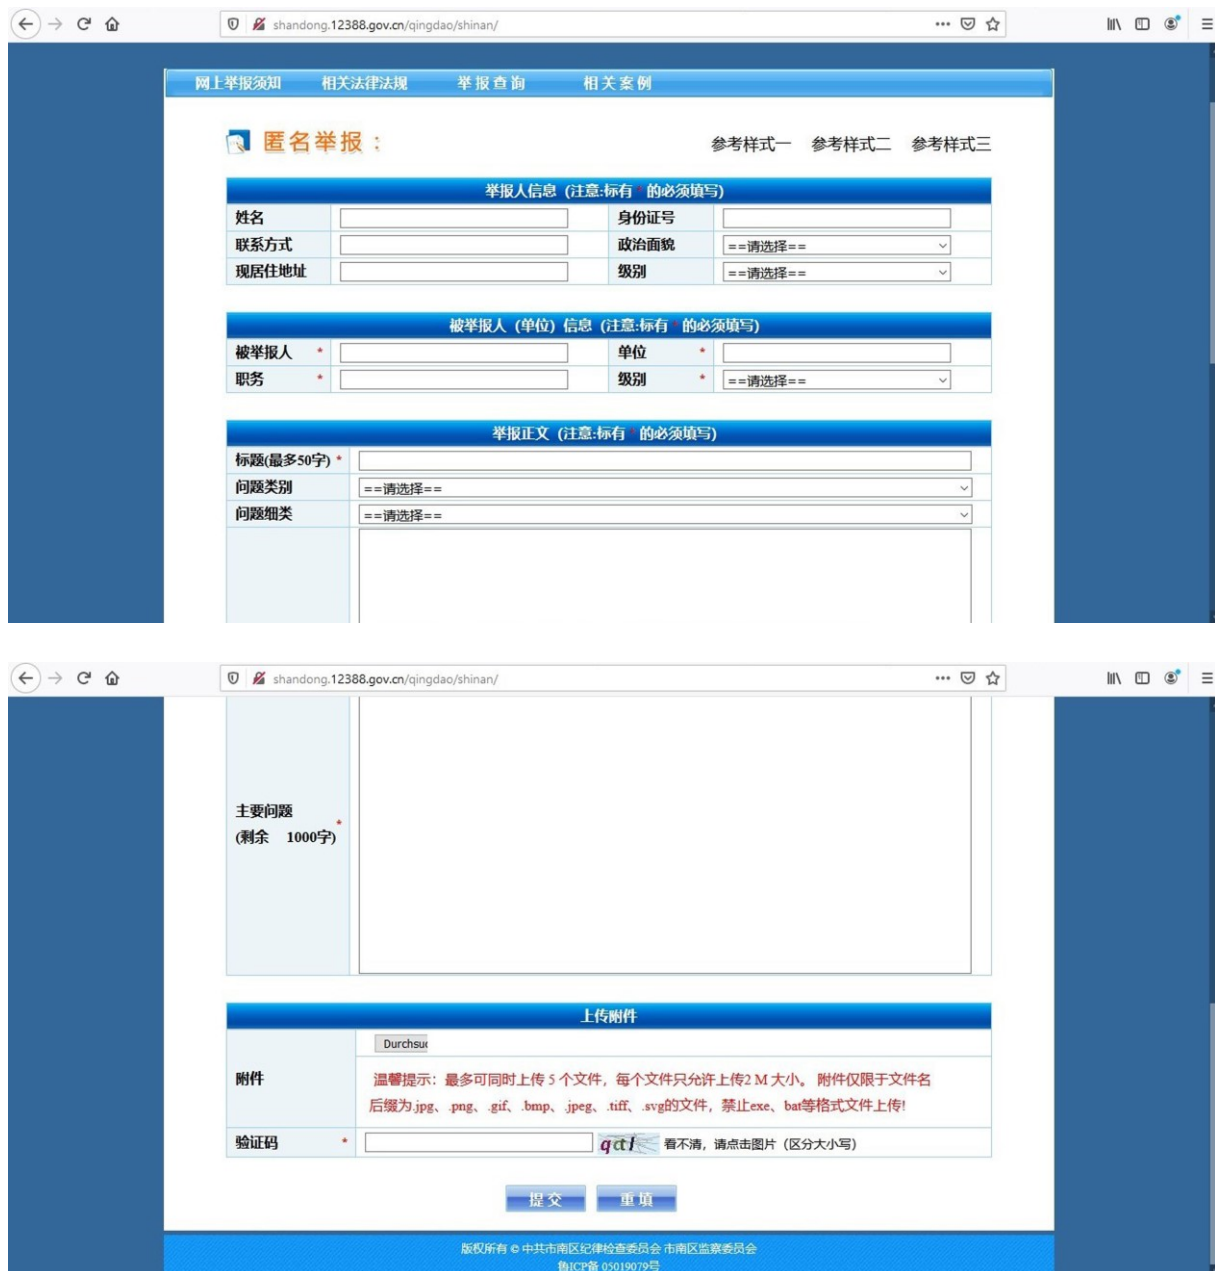 shandong.12388.gov.cn/qingdao/shinan/
网上举报须知 相关法律法规 举报查询 相关案例
匿名举报：
参考样式一 参考样式二 参考样式三
举报人信息（注意:标有 * 的必须填写）
姓名 身份证号
联系方式 政治面貌 ==请选择==
现居住地址 级别 ==请选择==
被举报人（单位）信息（注意:标有 * 的必须填写）
被举报人 * 单位 *
职务 * 级别 * ==请选择==
举报正文（注意:标有 * 的必须填写）
标题(最多50字) *
问题类别 ==请选择==
问题细类 ==请选择==
shandong.12388.gov.cn/qingdao/shinan/
主要问题 *
(剩余 1000字)
上传附件
附件
Durchsu
温馨提示：最多可同时上传 5 个文件，每个文件只允许上传2 M 大小。 附件仅限于文件名
后缀为.jpg、.png、.gif、.bmp、.jpeg、.tiff、.svg的文件，禁止exe、bat等格式文件上传!
验证码 * 看不清，请点击图片（区分大小写）
提交 重填
版权所有 © 中共市南区纪律检查委员会 市南区监察委员会
鲁ICP备 05019079号